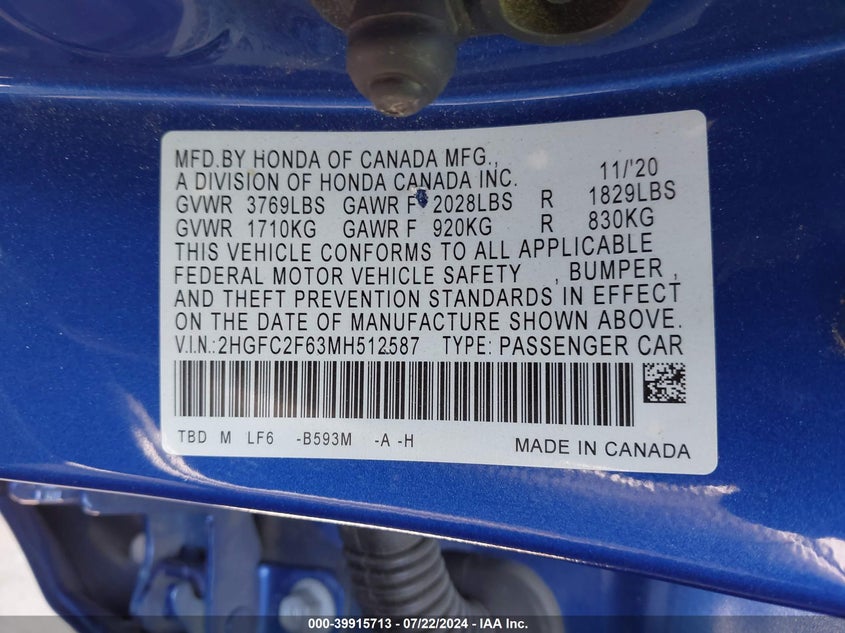 MFD.BY HONDA OF CANADA MFG., 11/'20
A DIVISION OF HONDA CANADA INC.
GVWR 3769LBS GAWR F 2028LBS R 1829LBS
GVWR 1710KG GAWR F 920KG R 830KG
THIS VEHICLE CONFORMS TO ALL APPLICABLE
FEDERAL MOTOR VEHICLE SAFETY , BUMPER ,
AND THEFT PREVENTION STANDARDS IN EFFECT
ON THE DATE OF MANUFACTURE SHOWN ABOVE.
V.I.N.:2HGFC2F63MH512587 TYPE: PASSENGER CAR
TBD M LF6 -B593M -A -H MADE IN CANADA
000-39915713 - 07/22/2024 - IAA Inc.